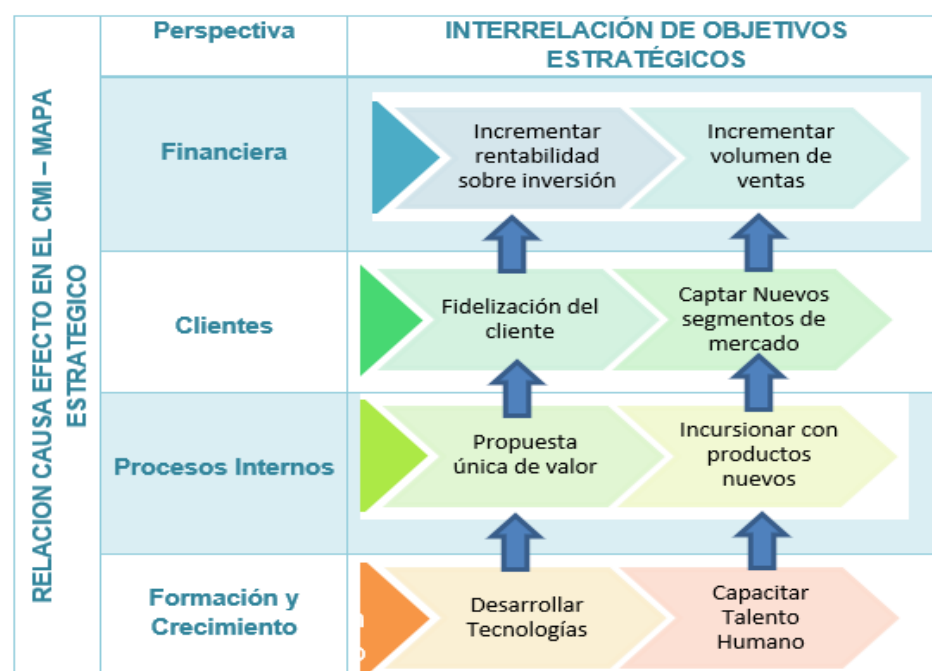 RELACION CAUSA EFECTO EN EL CMI – MAPA
ESTRATEGICO
Perspectiva
INTERRELACIÓN DE OBJETIVOS
ESTRATÉGICOS
Financiera
Incrementar
rentabilidad
sobre inversión
Incrementar
volumen de
ventas
Clientes
Fidelización del
cliente
Captar Nuevos
segmentos de
mercado
Procesos Internos
Propuesta
única de valor
Incursionar con
productos
nuevos
Formación y
Crecimiento
Desarrollar
Tecnologías
Capacitar
Talento
Humano